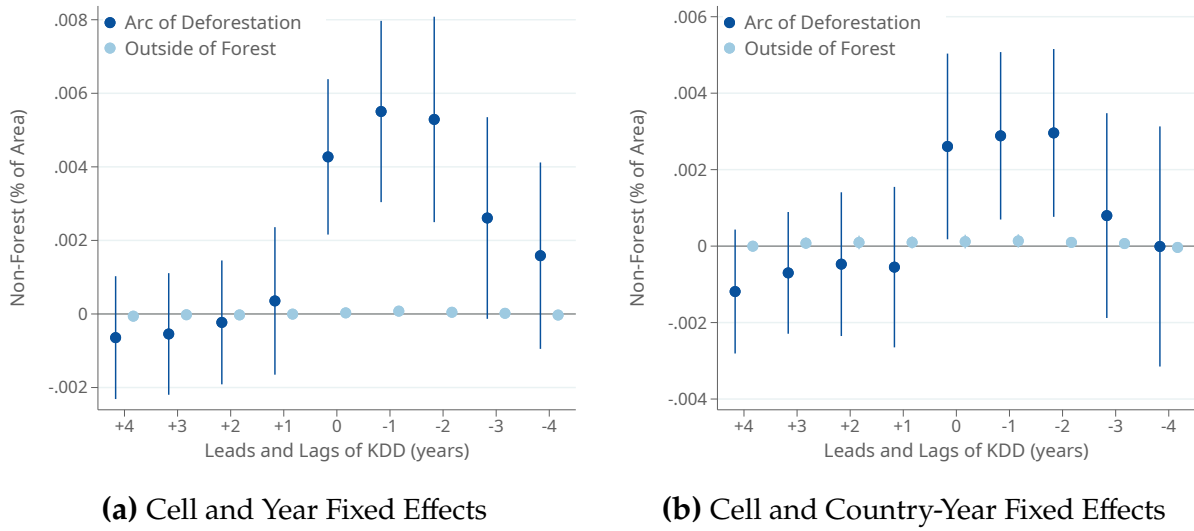 .008
.006
.004
.002
0
-.002
Non-Forest (% of Area)
Arc of Deforestation
Outside of Forest
+4 +3 +2 +1 0 -1 -2 -3 -4
Leads and Lags of KDD (years)
(a) Cell and Year Fixed Effects
.006
.004
.002
0
-.002
-.004
Non-Forest (% of Area)
Arc of Deforestation
Outside of Forest
+4 +3 +2 +1 0 -1 -2 -3 -4
Leads and Lags of KDD (years)
(b) Cell and Country-Year Fixed Effects